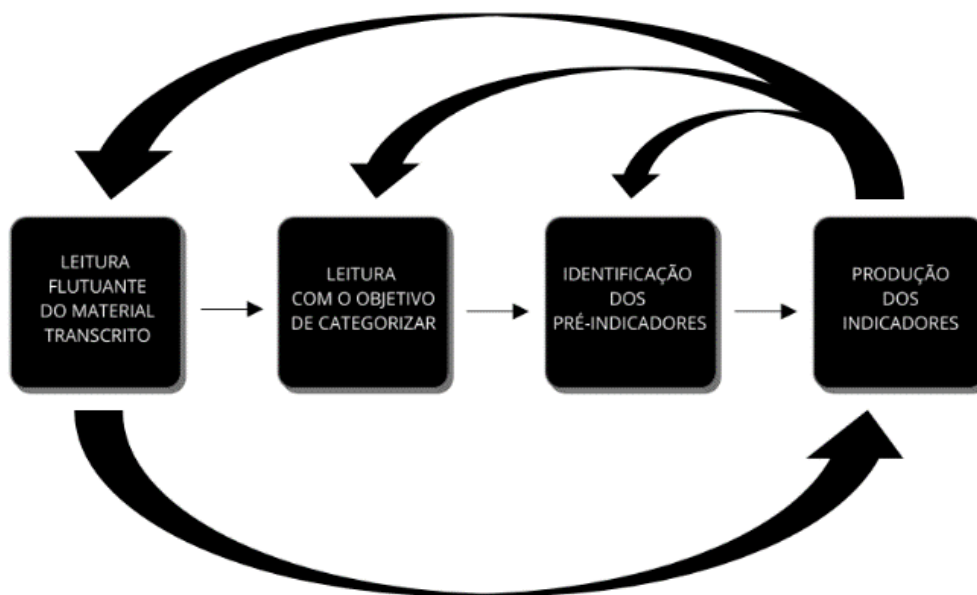 LEITURA
FLUTUANTE
DO MATERIAL
TRANSCRITO
LEITURA
COM O OBJETIVO
DE CATEGORIZAR
IDENTIFICAÇÃO
DOS
PRÉ-INDICADORES
PRODUÇÃO
DOS
INDICADORES